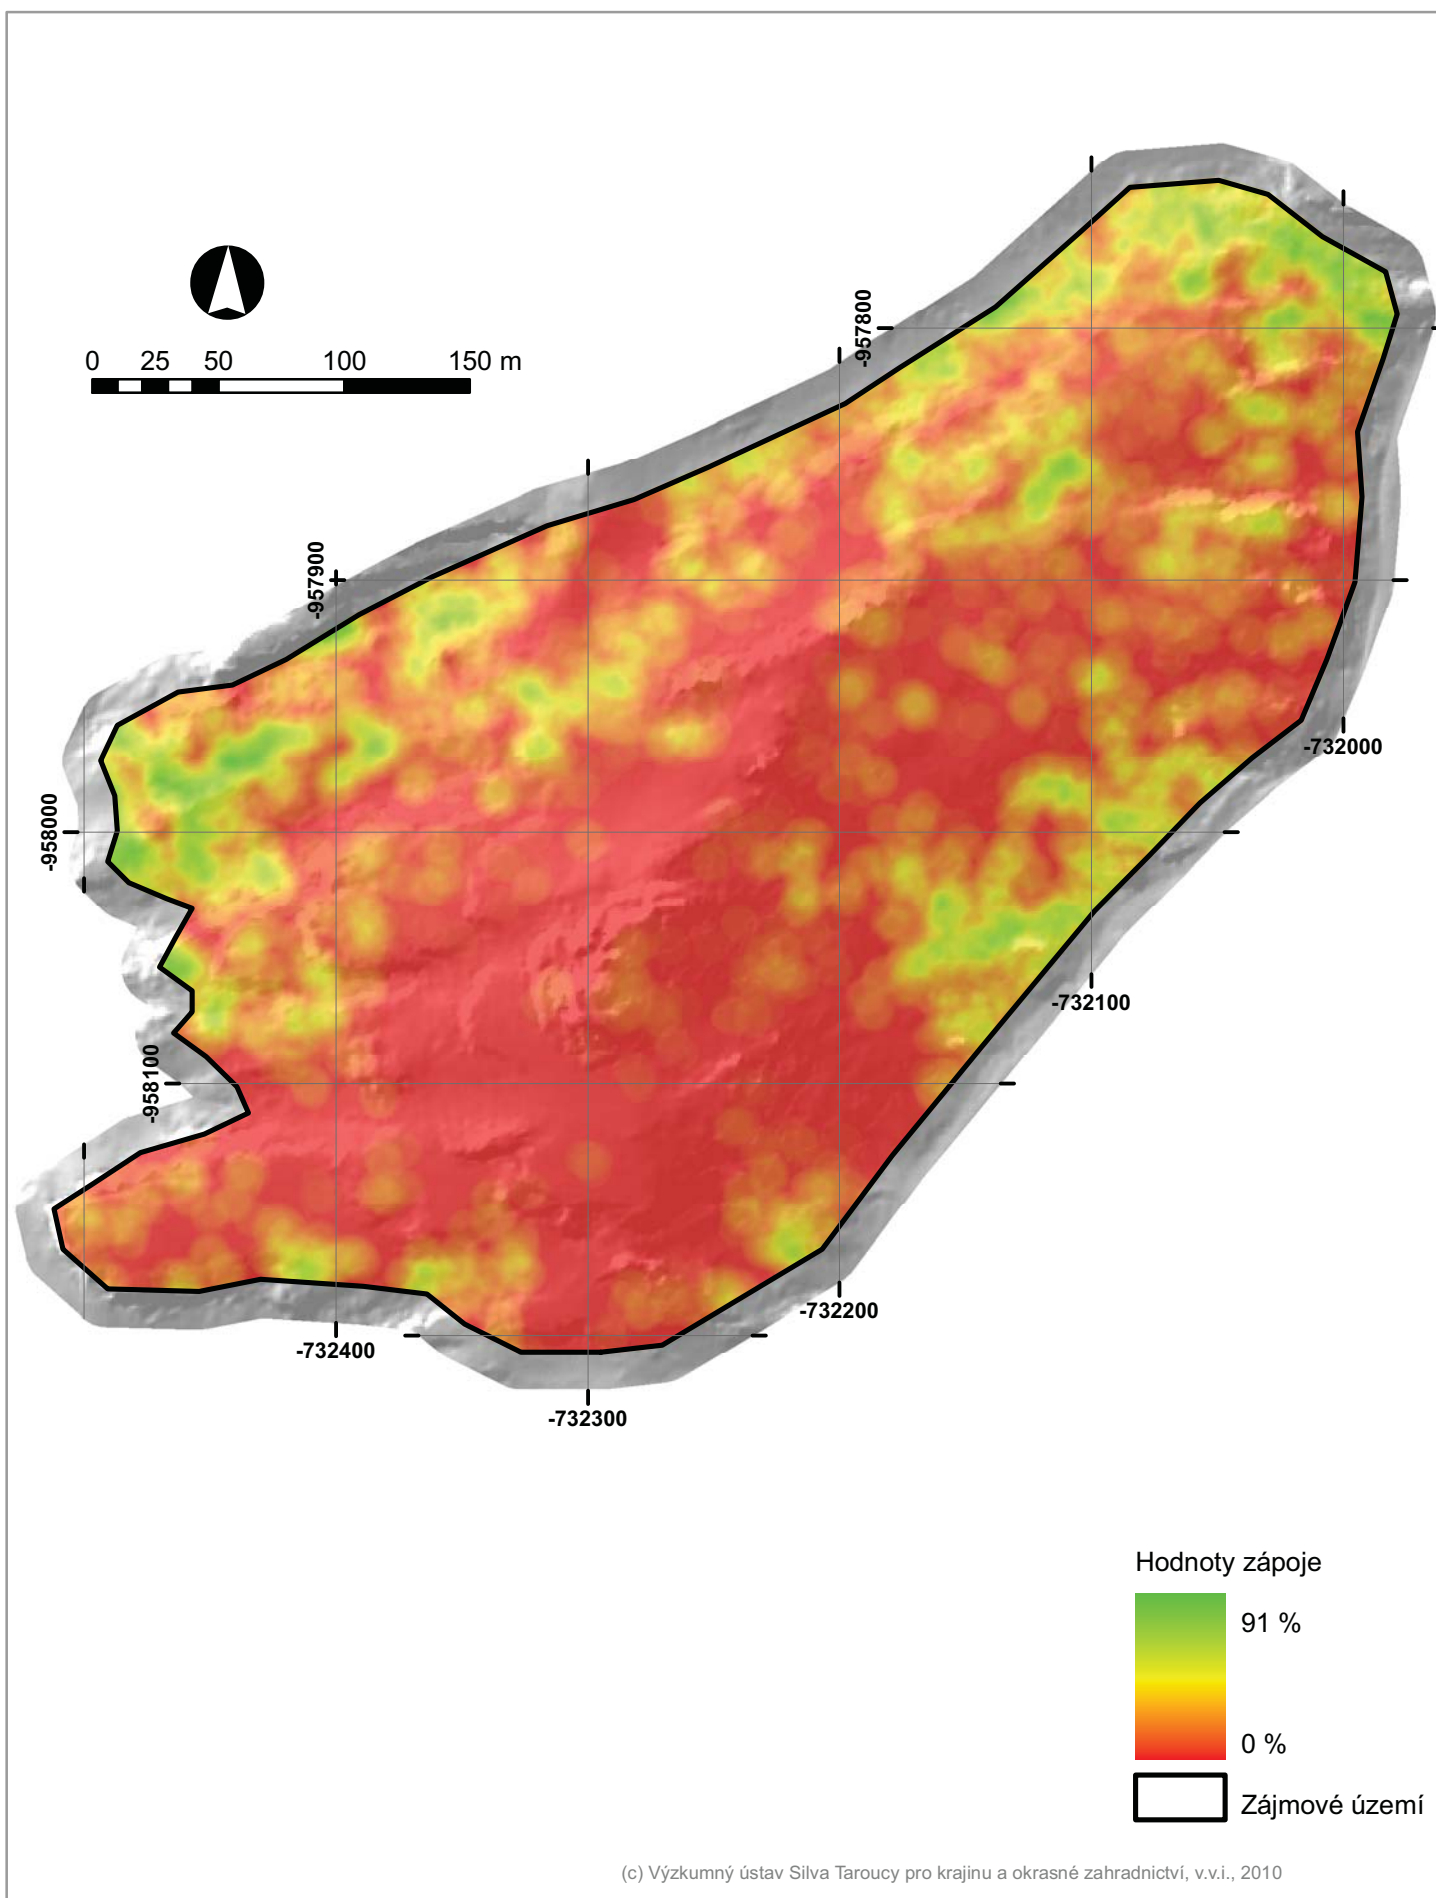 0 25 50 100 150 m
-957800
-957900
-958000
-958100
-732000
-732100
-732200
-732400
-732300
Hodnoty zápoje
91 %
0 %
Zájmové území
(c) Výzkumný ústav Silva Taroucy pro krajinu a okrasné zahradnictví, v.v.i., 2010